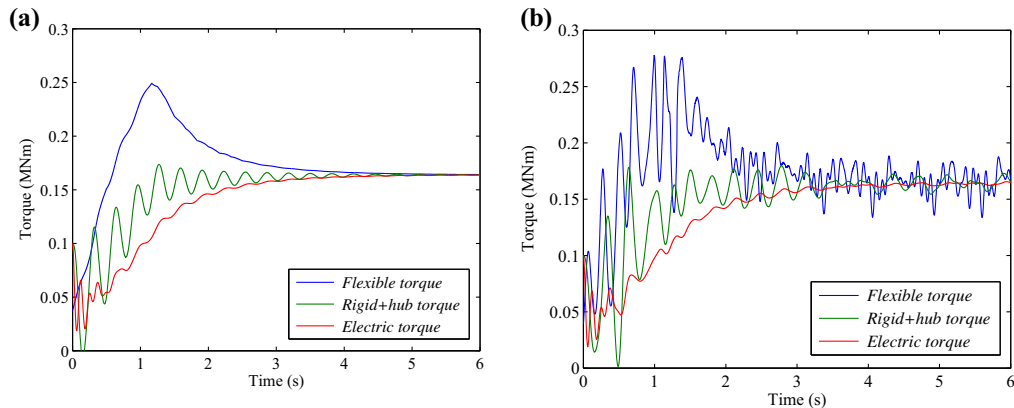 (a)
0.3
0.25
0.2
0.15
0.1
0.05
0
Torque (MNm)
0 1 2 3 4 5 6
Time (s)
Flexible torque
Rigid+hub torque
Electric torque
(b)
0.3
0.25
0.2
0.15
0.1
0.05
0
Torque (MNm)
0 1 2 3 4 5 6
Time (s)
Flexible torque
Rigid+hub torque
Electric torque